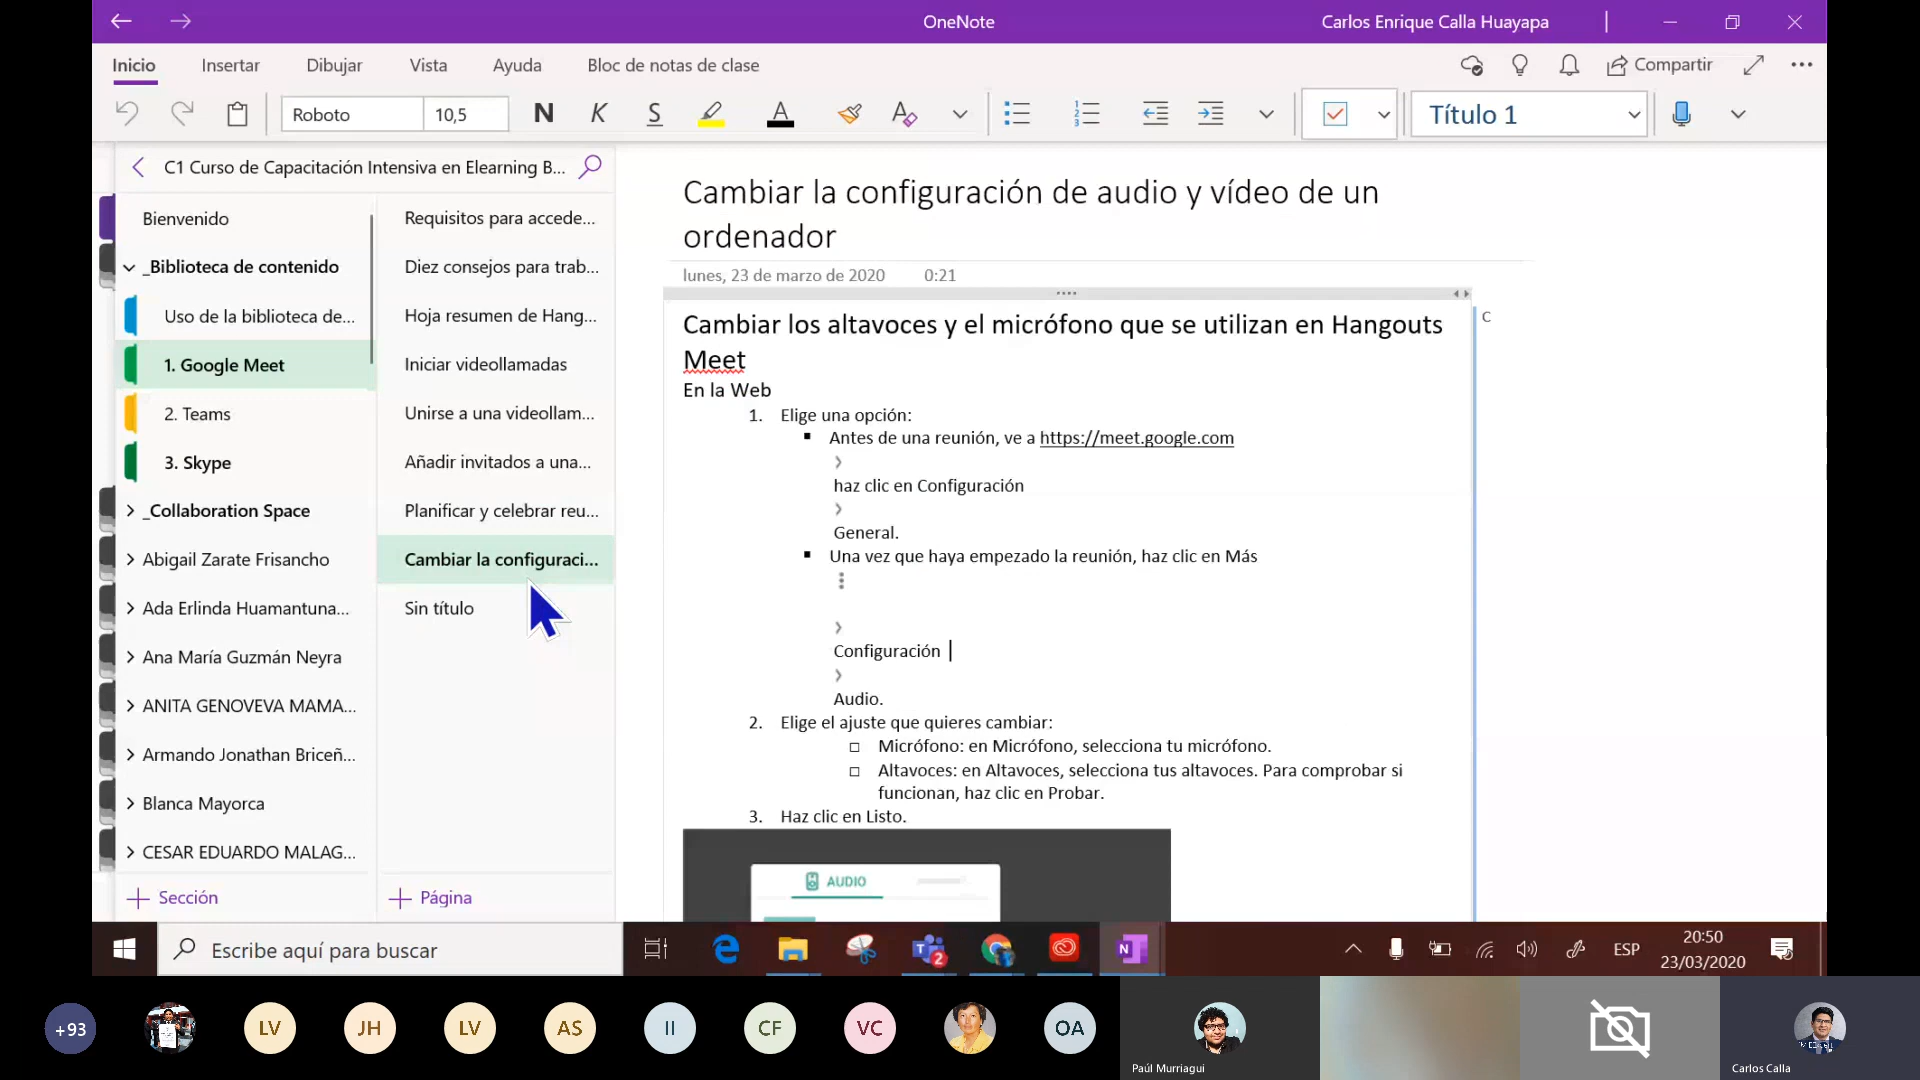 OneNote
Carlos Enrique Calla Huayapa
Inicio
Insertar
Dibujar
Vista
Ayuda
Bloc de notas de clase
Compartir
Roboto
10,5
N
K
S
A
A
Título 1
C1 Curso de Capacitación Intensiva en Elearning B...
Bienvenido
_Biblioteca de contenido
Uso de la biblioteca de...
1. Google Meet
2. Teams
3. Skype
_Collaboration Space
Abigail Zarate Frisancho
Ada Erlinda Huamantuna...
Ana María Guzmán Neyra
ANITA GENOVEVA MAMA...
Armando Jonathan Briceñ...
Blanca Mayorca
CESAR EDUARDO MALAG...
Sección
Requisitos para accede...
Diez consejos para trab...
Hoja resumen de Hang...
Iniciar videollamadas
Unirse a una videollam...
Añadir invitados a una...
Planificar y celebrar reu...
Cambiar la configuraci...
Sin título
Página
Cambiar la configuración de audio y vídeo de un
ordenador
lunes, 23 de marzo de 2020 0:21
Cambiar los altavoces y el micrófono que se utilizan en Hangouts
Meet
En la Web
1. Elige una opción:
Antes de una reunión, ve a https://meet.google.com
haz clic en Configuración
General.
Una vez que haya empezado la reunión, haz clic en Más
Configuración
Audio.
2. Elige el ajuste que quieres cambiar:
Micrófono: en Micrófono, selecciona tu micrófono.
Altavoces: en Altavoces, selecciona tus altavoces. Para comprobar si
funcionan, haz clic en Probar.
3. Haz clic en Listo.
AUDIO
C
Escribe aquí para buscar
2
ESP
20:50
23/03/2020
+93
LV
JH
LV
AS
II
CF
VC
OA
Paúl Murriagui
Carlos Calla